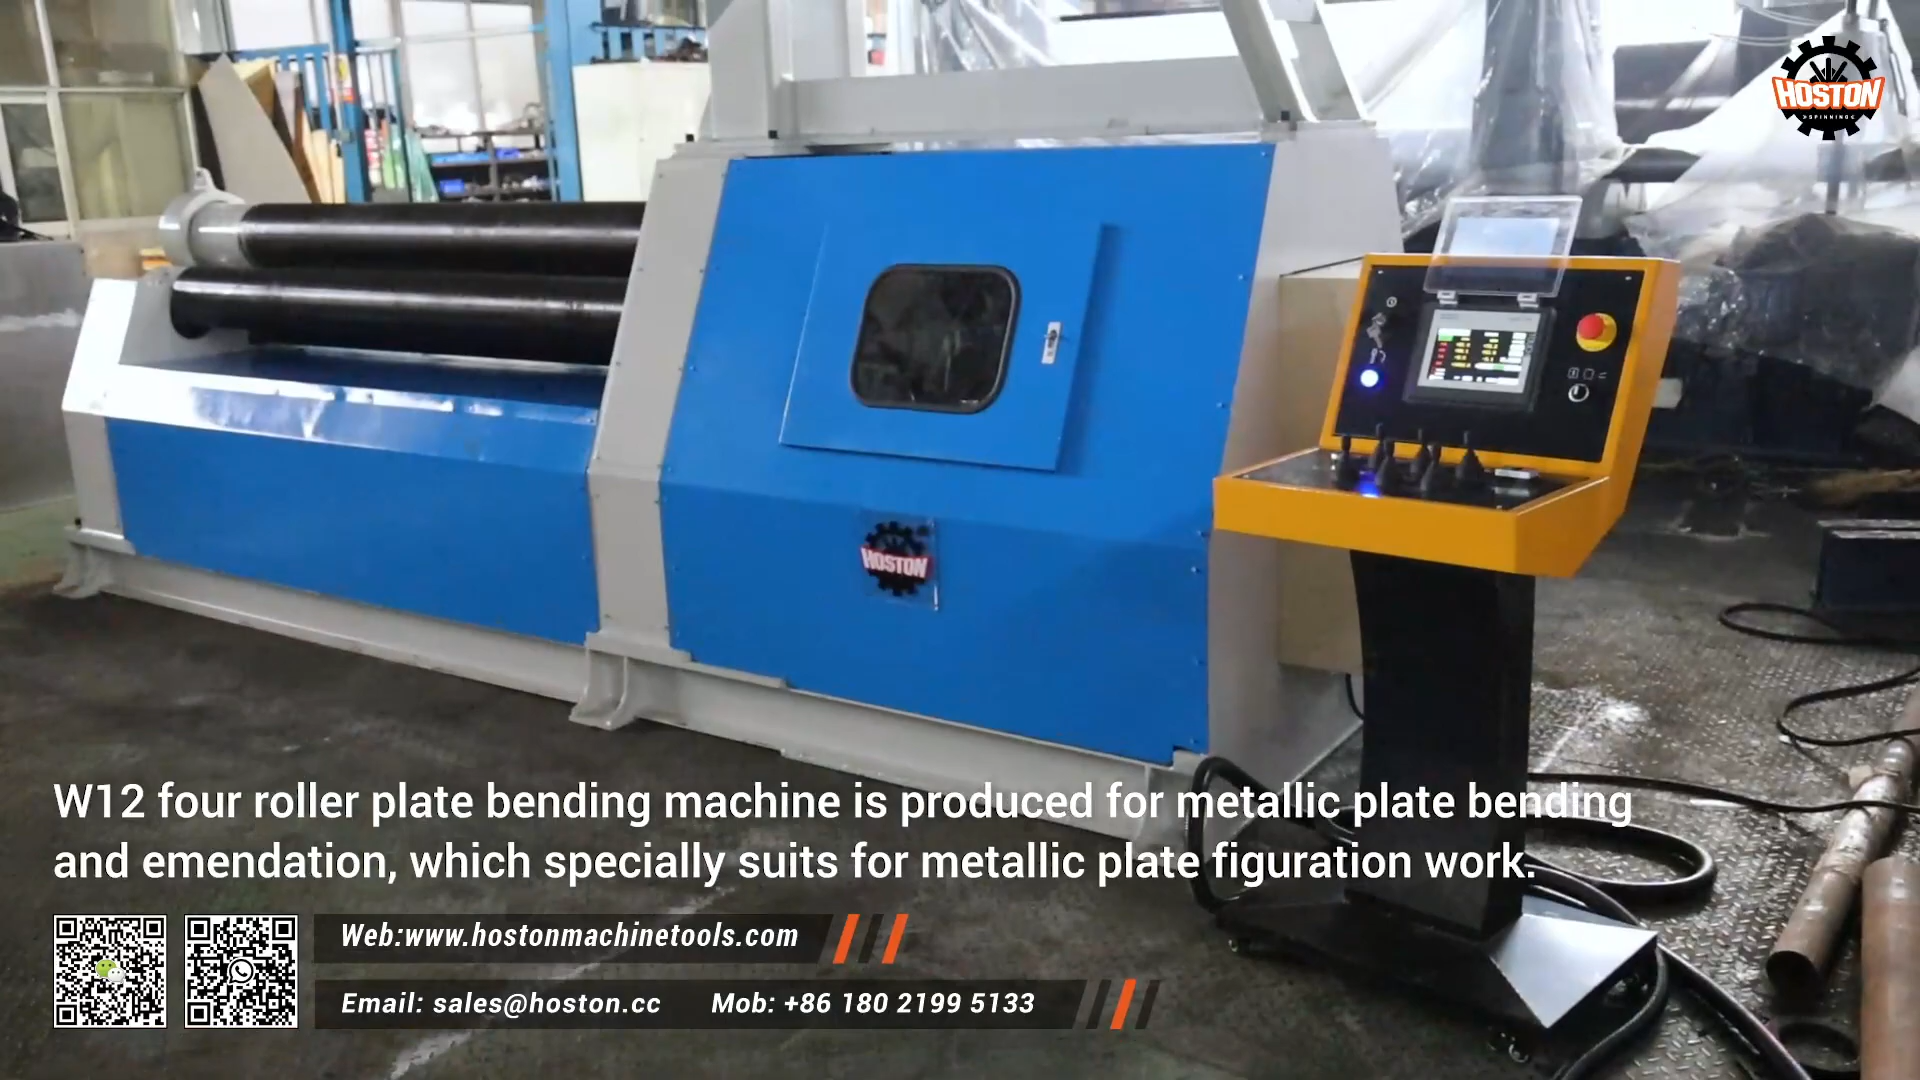 HOSTON
SPINNING
HOSTON
W12 four roller plate bending machine is produced for metallic plate bending
and emendation, which specially suits for metallic plate figuration work.
Web:www.hostonmachinetools.com
Email: sales@hoston.cc Mob: +86 180 2199 5133